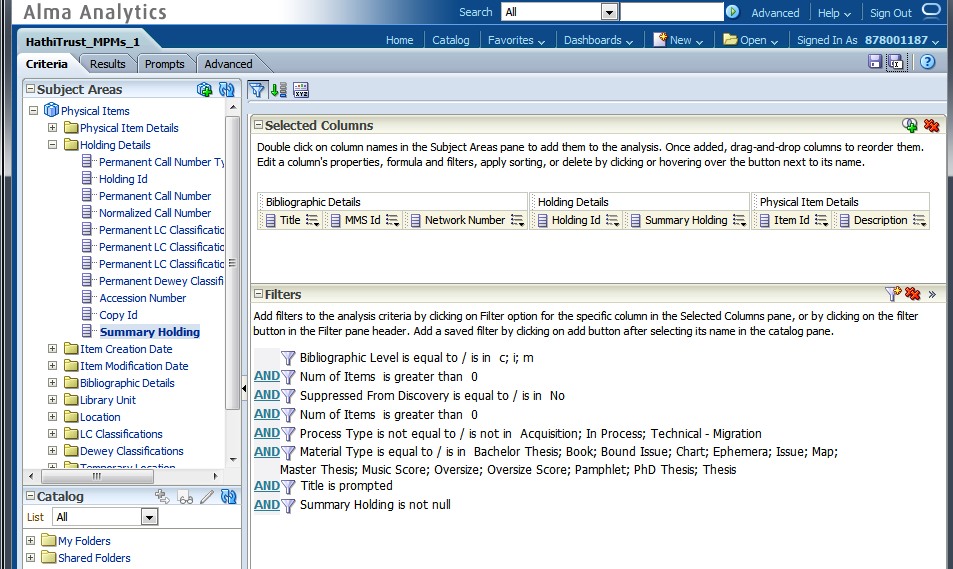 Alma Analytics
Search All Advanced Help Sign Out
HathiTrust_MPMs_1
Home Catalog Favorites Dashboards New Open Signed In As 878001187
Criteria Results Prompts Advanced
Subject Areas
Physical Items
Physical Item Details
Holding Details
Permanent Call Number Ty
Holding Id
Permanent Call Number
Normalized Call Number
Permanent LC Classificatio
Permanent LC Classificatio
Permanent LC Classificatio
Permanent Dewey Classifi
Accession Number
Copy Id
Summary Holding
Item Creation Date
Item Modification Date
Bibliographic Details
Library Unit
Location
LC Classifications
Dewey Classifications
Temporary Location
Catalog
List All
My Folders
Shared Folders
Selected Columns
Double click on column names in the Subject Areas pane to add them to the analysis. Once added, drag-and-drop columns to reorder them.
Edit a column's properties, formula and filters, apply sorting, or delete by clicking or hovering over the button next to its name.
Bibliographic Details Holding Details Physical Item Details
Title MMS Id Network Number Holding Id Summary Holding Item Id Description
Filters
Add filters to the analysis criteria by clicking on Filter option for the specific column in the Selected Columns pane, or by clicking on the filter
button in the Filter pane header. Add a saved filter by clicking on add button after selecting its name in the catalog pane.
Bibliographic Level is equal to / is in c; i; m
AND Num of Items is greater than 0
AND Suppressed From Discovery is equal to / is in No
AND Num of Items is greater than 0
AND Process Type is not equal to / is not in Acquisition; In Process; Technical - Migration
AND Material Type is equal to / is in Bachelor Thesis; Book; Bound Issue; Chart; Ephemera; Issue; Map;
Master Thesis; Music Score; Oversize; Oversize Score; Pamphlet; PhD Thesis; Thesis
AND Title is prompted
AND Summary Holding is not null